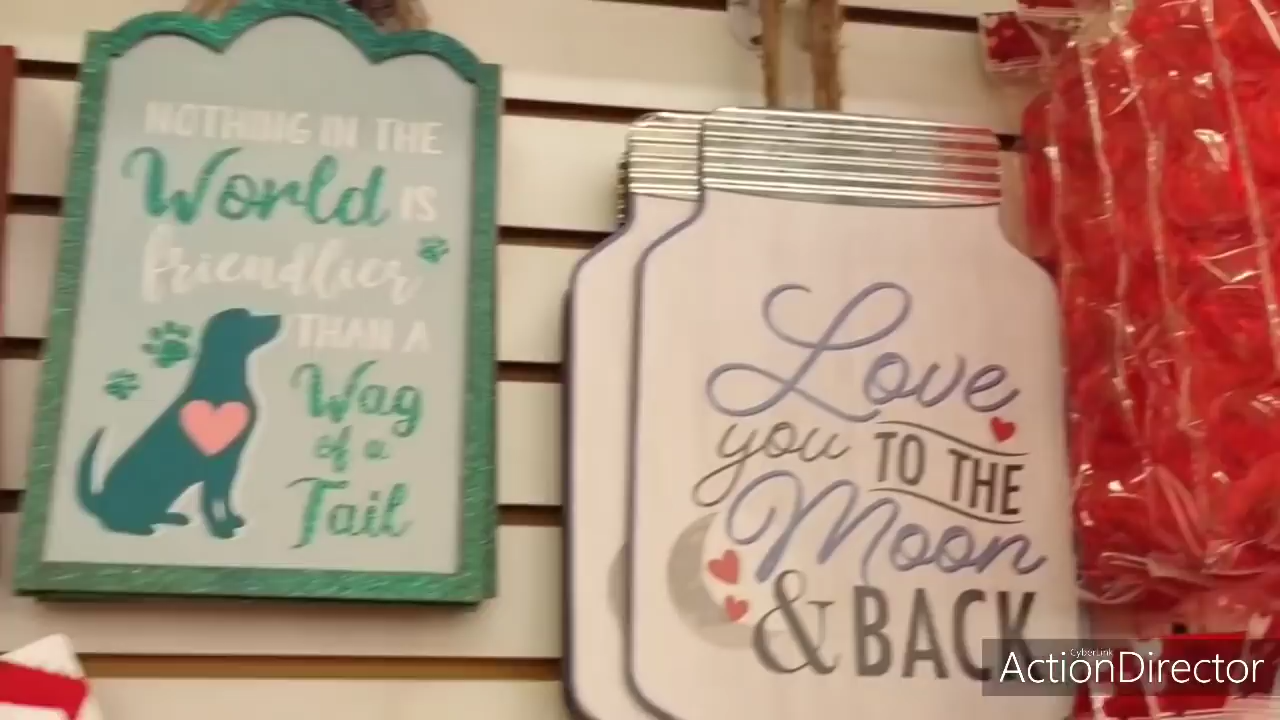 NOTHING IN THE
World IS
friendlier
THAN A
Wag
of a
Tail
Love
you TO THE
Moon
& BACK
CyberLink
ActionDirector